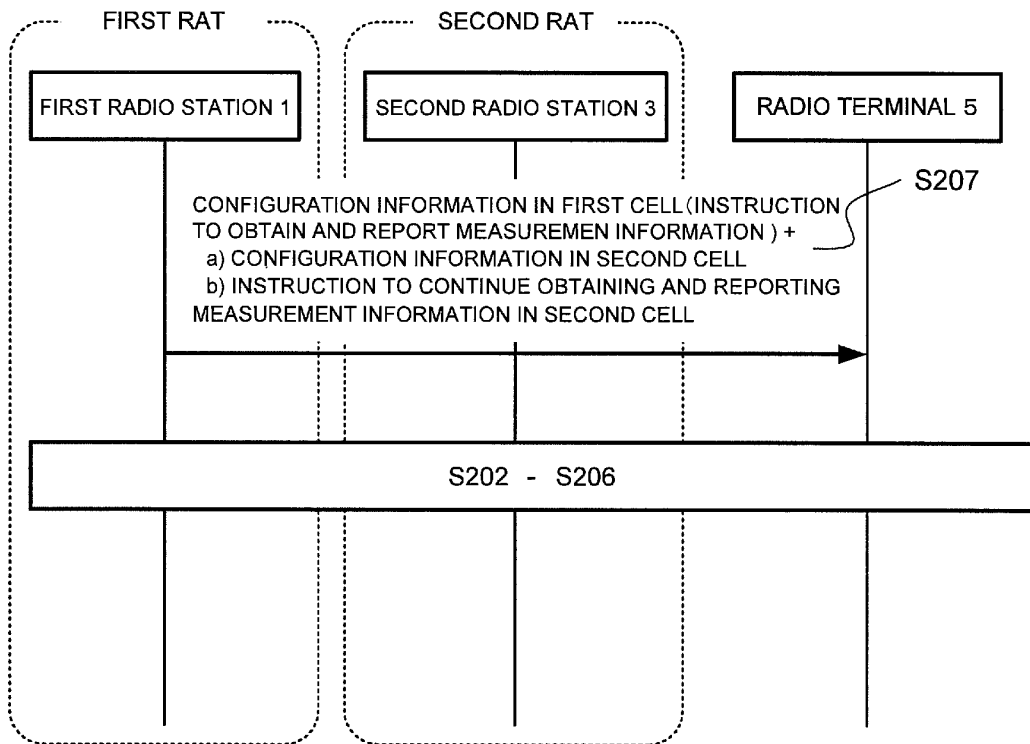 FIRST RAT
SECOND RAT
FIRST RADIO STATION 1
SECOND RADIO STATION 3
RADIO TERMINAL 5
S207
CONFIGURATION INFORMATION IN FIRST CELL (INSTRUCTION
TO OBTAIN AND REPORT MEASUREMEN INFORMATION ) +
a) CONFIGURATION INFORMATION IN SECOND CELL
b) INSTRUCTION TO CONTINUE OBTAINING AND REPORTING
MEASUREMENT INFORMATION IN SECOND CELL
S202 - S206